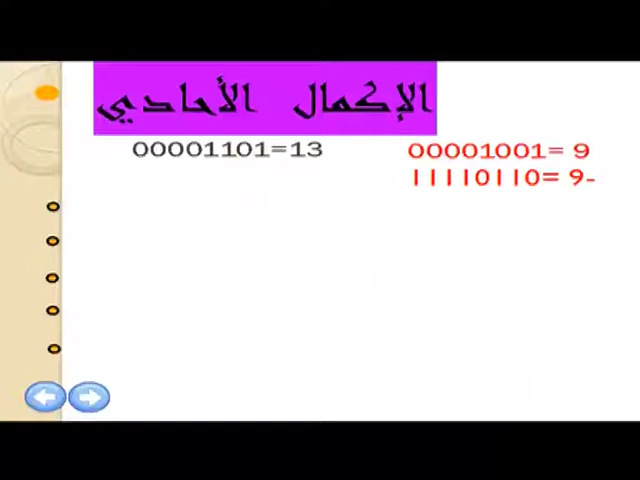 الإكمال الأحادي
00001101=13
00001001= 9
11110110= 9-